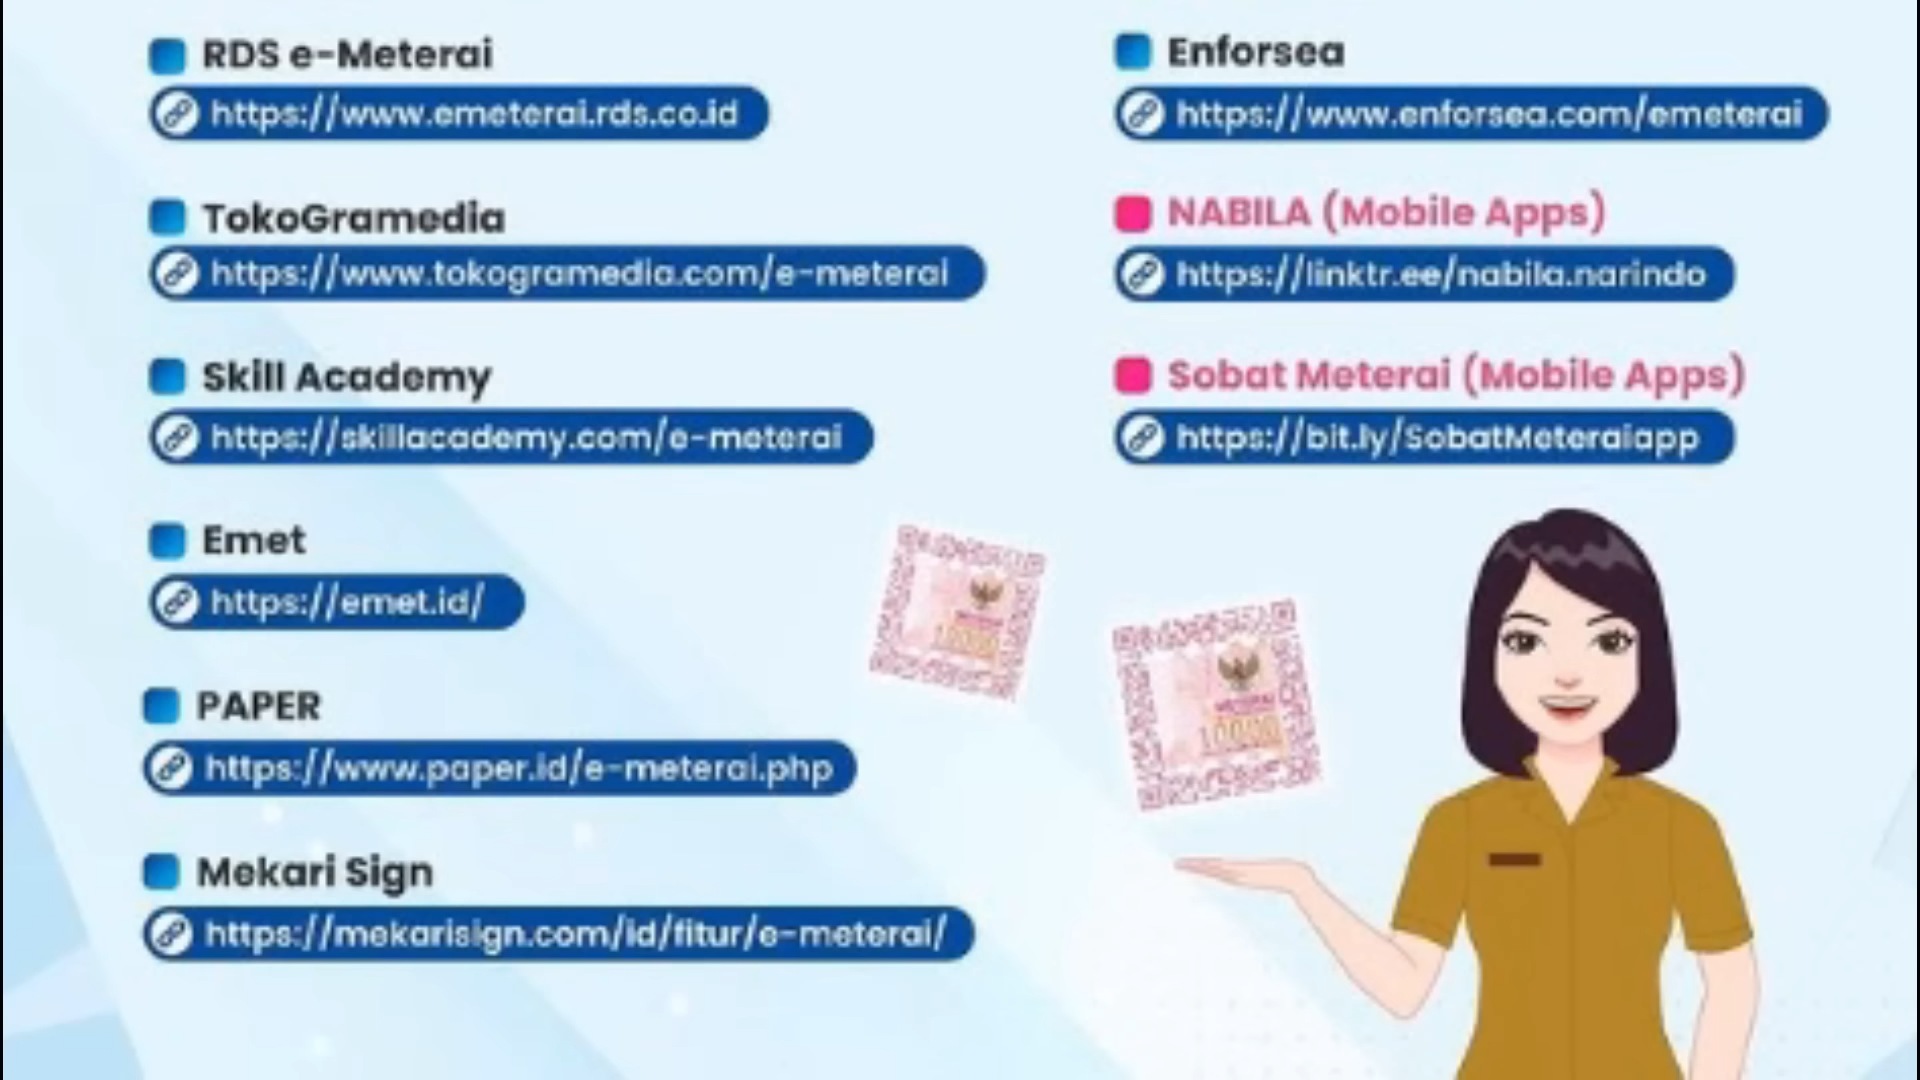 RDS e-Meterai
https://www.emeterai.rds.co.id
TokoGramedia
https://www.tokogramedia.com/e-meterai
Skill Academy
https://skillacademy.com/e-meterai
Emet
https://emet.id/
PAPER
https://www.paper.id/e-meterai.php
Mekari Sign
https://mekarisign.com/id/fitur/e-meterai/
Enforsea
https://www.enforsea.com/emeterai
NABILA (Mobile Apps)
https://linktr.ee/nabila.narindo
Sobat Meterai (Mobile Apps)
https://bit.ly/SobatMeteraiapp
METERAI
10000
10000